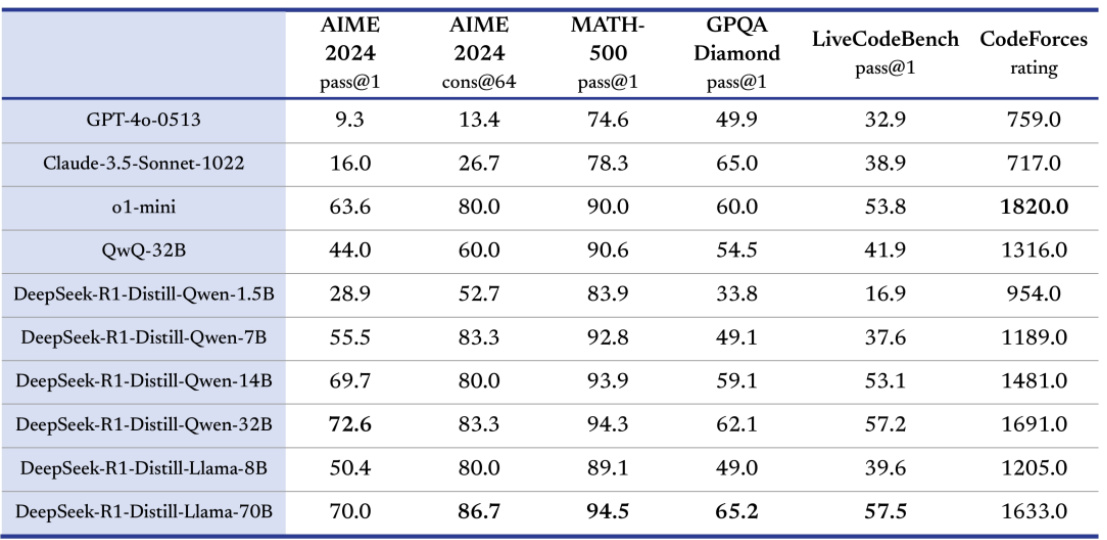 AIME 2024 pass@1 AIME 2024 cons@64 MATH-500 pass@1 GPQA Diamond pass@1 LiveCodeBench pass@1 CodeForces rating
GPT-4o-0513 9.3 13.4 74.6 49.9 32.9 759.0
Claude-3.5-Sonnet-1022 16.0 26.7 78.3 65.0 38.9 717.0
o1-mini 63.6 80.0 90.0 60.0 53.8 1820.0
QwQ-32B 44.0 60.0 90.6 54.5 41.9 1316.0
DeepSeek-R1-Distill-Qwen-1.5B 28.9 52.7 83.9 33.8 16.9 954.0
DeepSeek-R1-Distill-Qwen-7B 55.5 83.3 92.8 49.1 37.6 1189.0
DeepSeek-R1-Distill-Qwen-14B 69.7 80.0 93.9 59.1 53.1 1481.0
DeepSeek-R1-Distill-Qwen-32B 72.6 83.3 94.3 62.1 57.2 1691.0
DeepSeek-R1-Distill-Llama-8B 50.4 80.0 89.1 49.0 39.6 1205.0
DeepSeek-R1-Distill-Llama-70B 70.0 86.7 94.5 65.2 57.5 1633.0